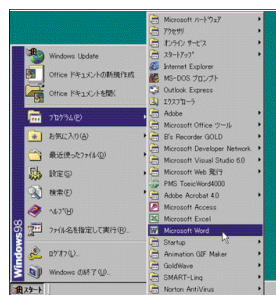 Windows Update
Office ドキュメントの新規作成
Office ドキュメントを開く
プログラム(P)
お気に入り(A)
最近使ったファイル(D)
設定(S)
検索(F)
ヘルプ(H)
ファイル名を指定して実行(R)...
ログオフ(L)...
Windows の終了(U)...
Windows98
スタート
Microsoft ハードウェア
アクセサリ
オンライン サービス
スタートアップ
Internet Explorer
MS-DOS プロンプト
Outlook Express
エクスプローラ
Adobe
Microsoft Office ツール
B's Recorder GOLD
Microsoft Developer Network
Microsoft Visual Studio 6.0
Microsoft Web 発行
PMS ToeicWord4000
Adobe Acrobat 4.0
Microsoft Access
Microsoft Excel
Microsoft Word
Startup
Animation GIF Maker
GoldWave
SMART-Linq
Norton AntiVirus